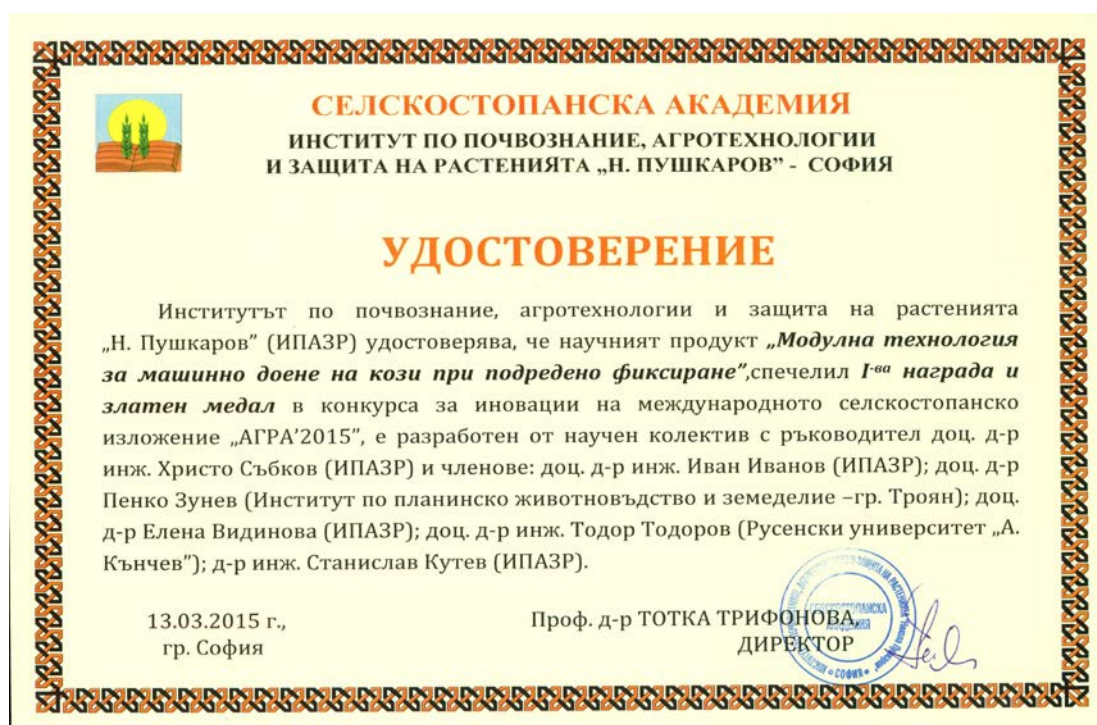 СЕЛСКОСТОПАНСКА АКАДЕМИЯ
ИНСТИТУТ ПО ПОЧВОЗНАНИЕ, АГРОТЕХНОЛОГИИ
И ЗАЩИТА НА РАСТЕНИЯТА „Н. ПУШКАРОВ” - СОФИЯ
УДОСТОВЕРЕНИЕ
Институтът по почвознание, агротехнологии и защита на растенията
„Н. Пушкаров” (ИПАЗР) удостоверява, че научният продукт „Модулна технология
за машинно доене на кози при подредено фиксиране”,спечелил I-ва награда и
златен медал в конкурса за иновации на международното селскостопанско
изложение „АГРА’2015”, е разработен от научен колектив с ръководител доц. д-р
инж. Христо Събков (ИПАЗР) и членове: доц. д-р инж. Иван Иванов (ИПАЗР); доц. д-р
Пенко Зунев (Институт по планинско животновъдство и земеделие –гр. Троян); доц.
д-р Елена Видинова (ИПАЗР); доц. д-р инж. Тодор Тодоров (Русенски университет „А.
Кънчев”); д-р инж. Станислав Кутев (ИПАЗР).
13.03.2015 г.,
гр. София
Проф. д-р ТОТКА ТРИФОНОВА,
ДИРЕКТОР
СЕЛСКОСТОПАНСКА
АКАДЕМИЯ
СОФИЯ